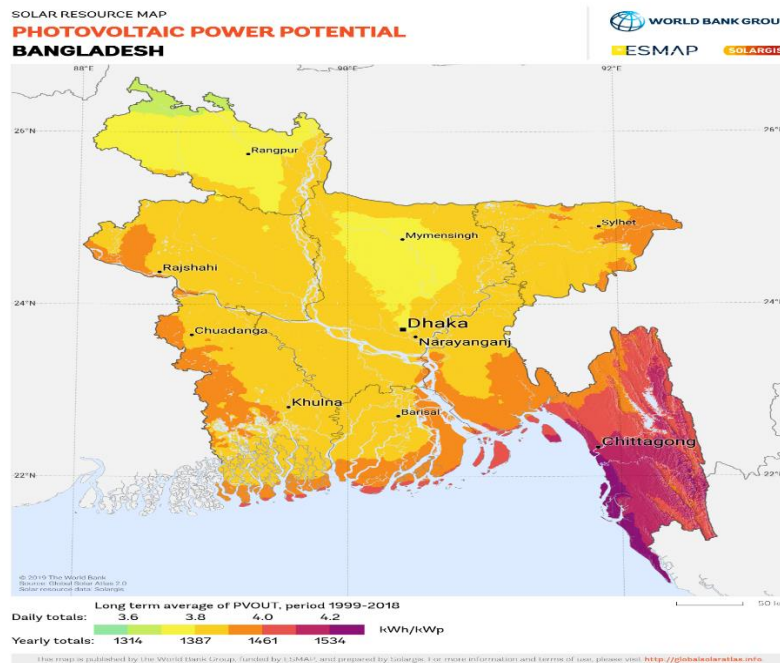 SOLAR RESOURCE MAP
PHOTOVOLTAIC POWER POTENTIAL
BANGLADESH
WORLD BANK GROUP
ESMAP
SOLARGIS
88°E 90°E 92°E
26°N 26°N
Rangpur
Sylhet
Mymensingh
Rajshahi
24°N 24°N
Dhaka
Chuadanga
Narayanganj
Khulna
Barisal
Chittagong
22°N 22°N
© 2019 The World Bank
Source: Global Solar Atlas 2.0
Solar resource data: Solargis
Long term average of PVOUT, period 1999-2018
Daily totals: 3.6 3.8 4.0 4.2
kWh/kWp
Yearly totals: 1314 1387 1461 1534
50
This map is published by the World Bank Group, funded by ESMAP, and prepared by Solargis. For more information and terms of use, please visit http://globalsolaratlas.info